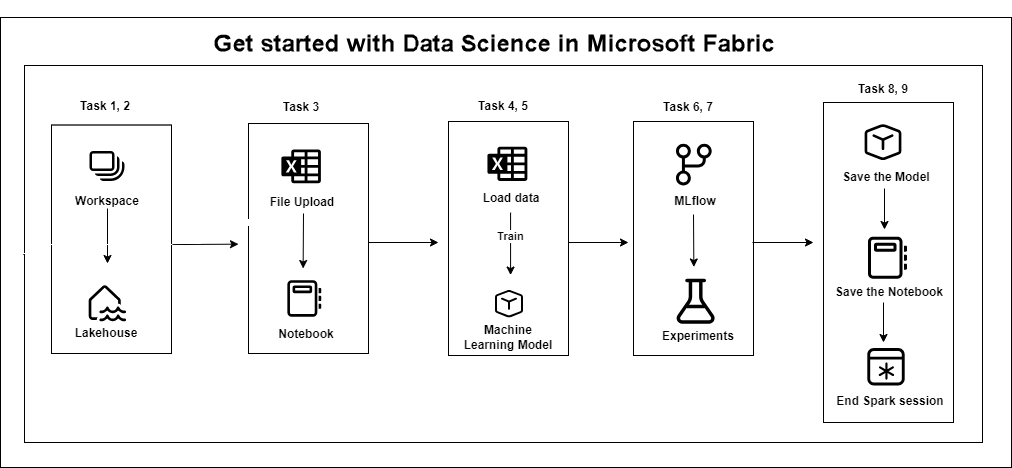 Get started with Data Science in Microsoft Fabric
Task 1, 2
Workspace
Lakehouse
Task 3
X
File Upload
Notebook
Task 4, 5
X
Load data
Train
Machine
Learning Model
Task 6, 7
MLflow
Experiments
Task 8, 9
Save the Model
Save the Notebook
End Spark session